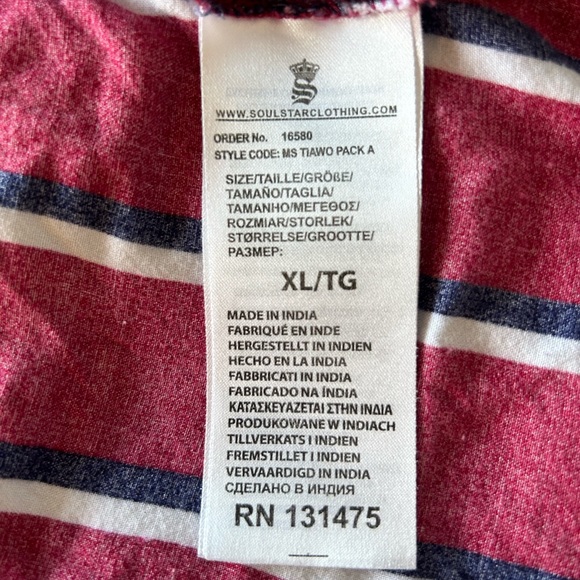 S
WWW.SOULSTARCLOTHING.COM
ORDER No. 16580
STYLE CODE: MS TIAWO PACK A
SIZE/TAILLE/GRÖßE/
TAMAÑO/TAGLIA/
TAMANHO/ΜΕΓΕΘΟΣ/
ROZMIAR/STORLEK/
STØRRELSE/GROOTTE/
РАЗМЕР:
XL/TG
MADE IN INDIA
FABRIQUÉ EN INDE
HERGESTELLT IN INDIEN
HECHO EN LA INDIA
FABBRICATI IN INDIA
FABRICADO NA ÍNDIA
ΚΑΤΑΣΚΕΥΑΖΕΤΑΙ ΣΤΗΝ ΙΝΔΙΑ
PRODUKOWANE W INDIACH
TILLVERKATS I INDIEN
FREMSTILLET I INDIEN
VERVAARDIGD IN INDIA
СДЕЛАНО В ИНДИЯ
RN 131475